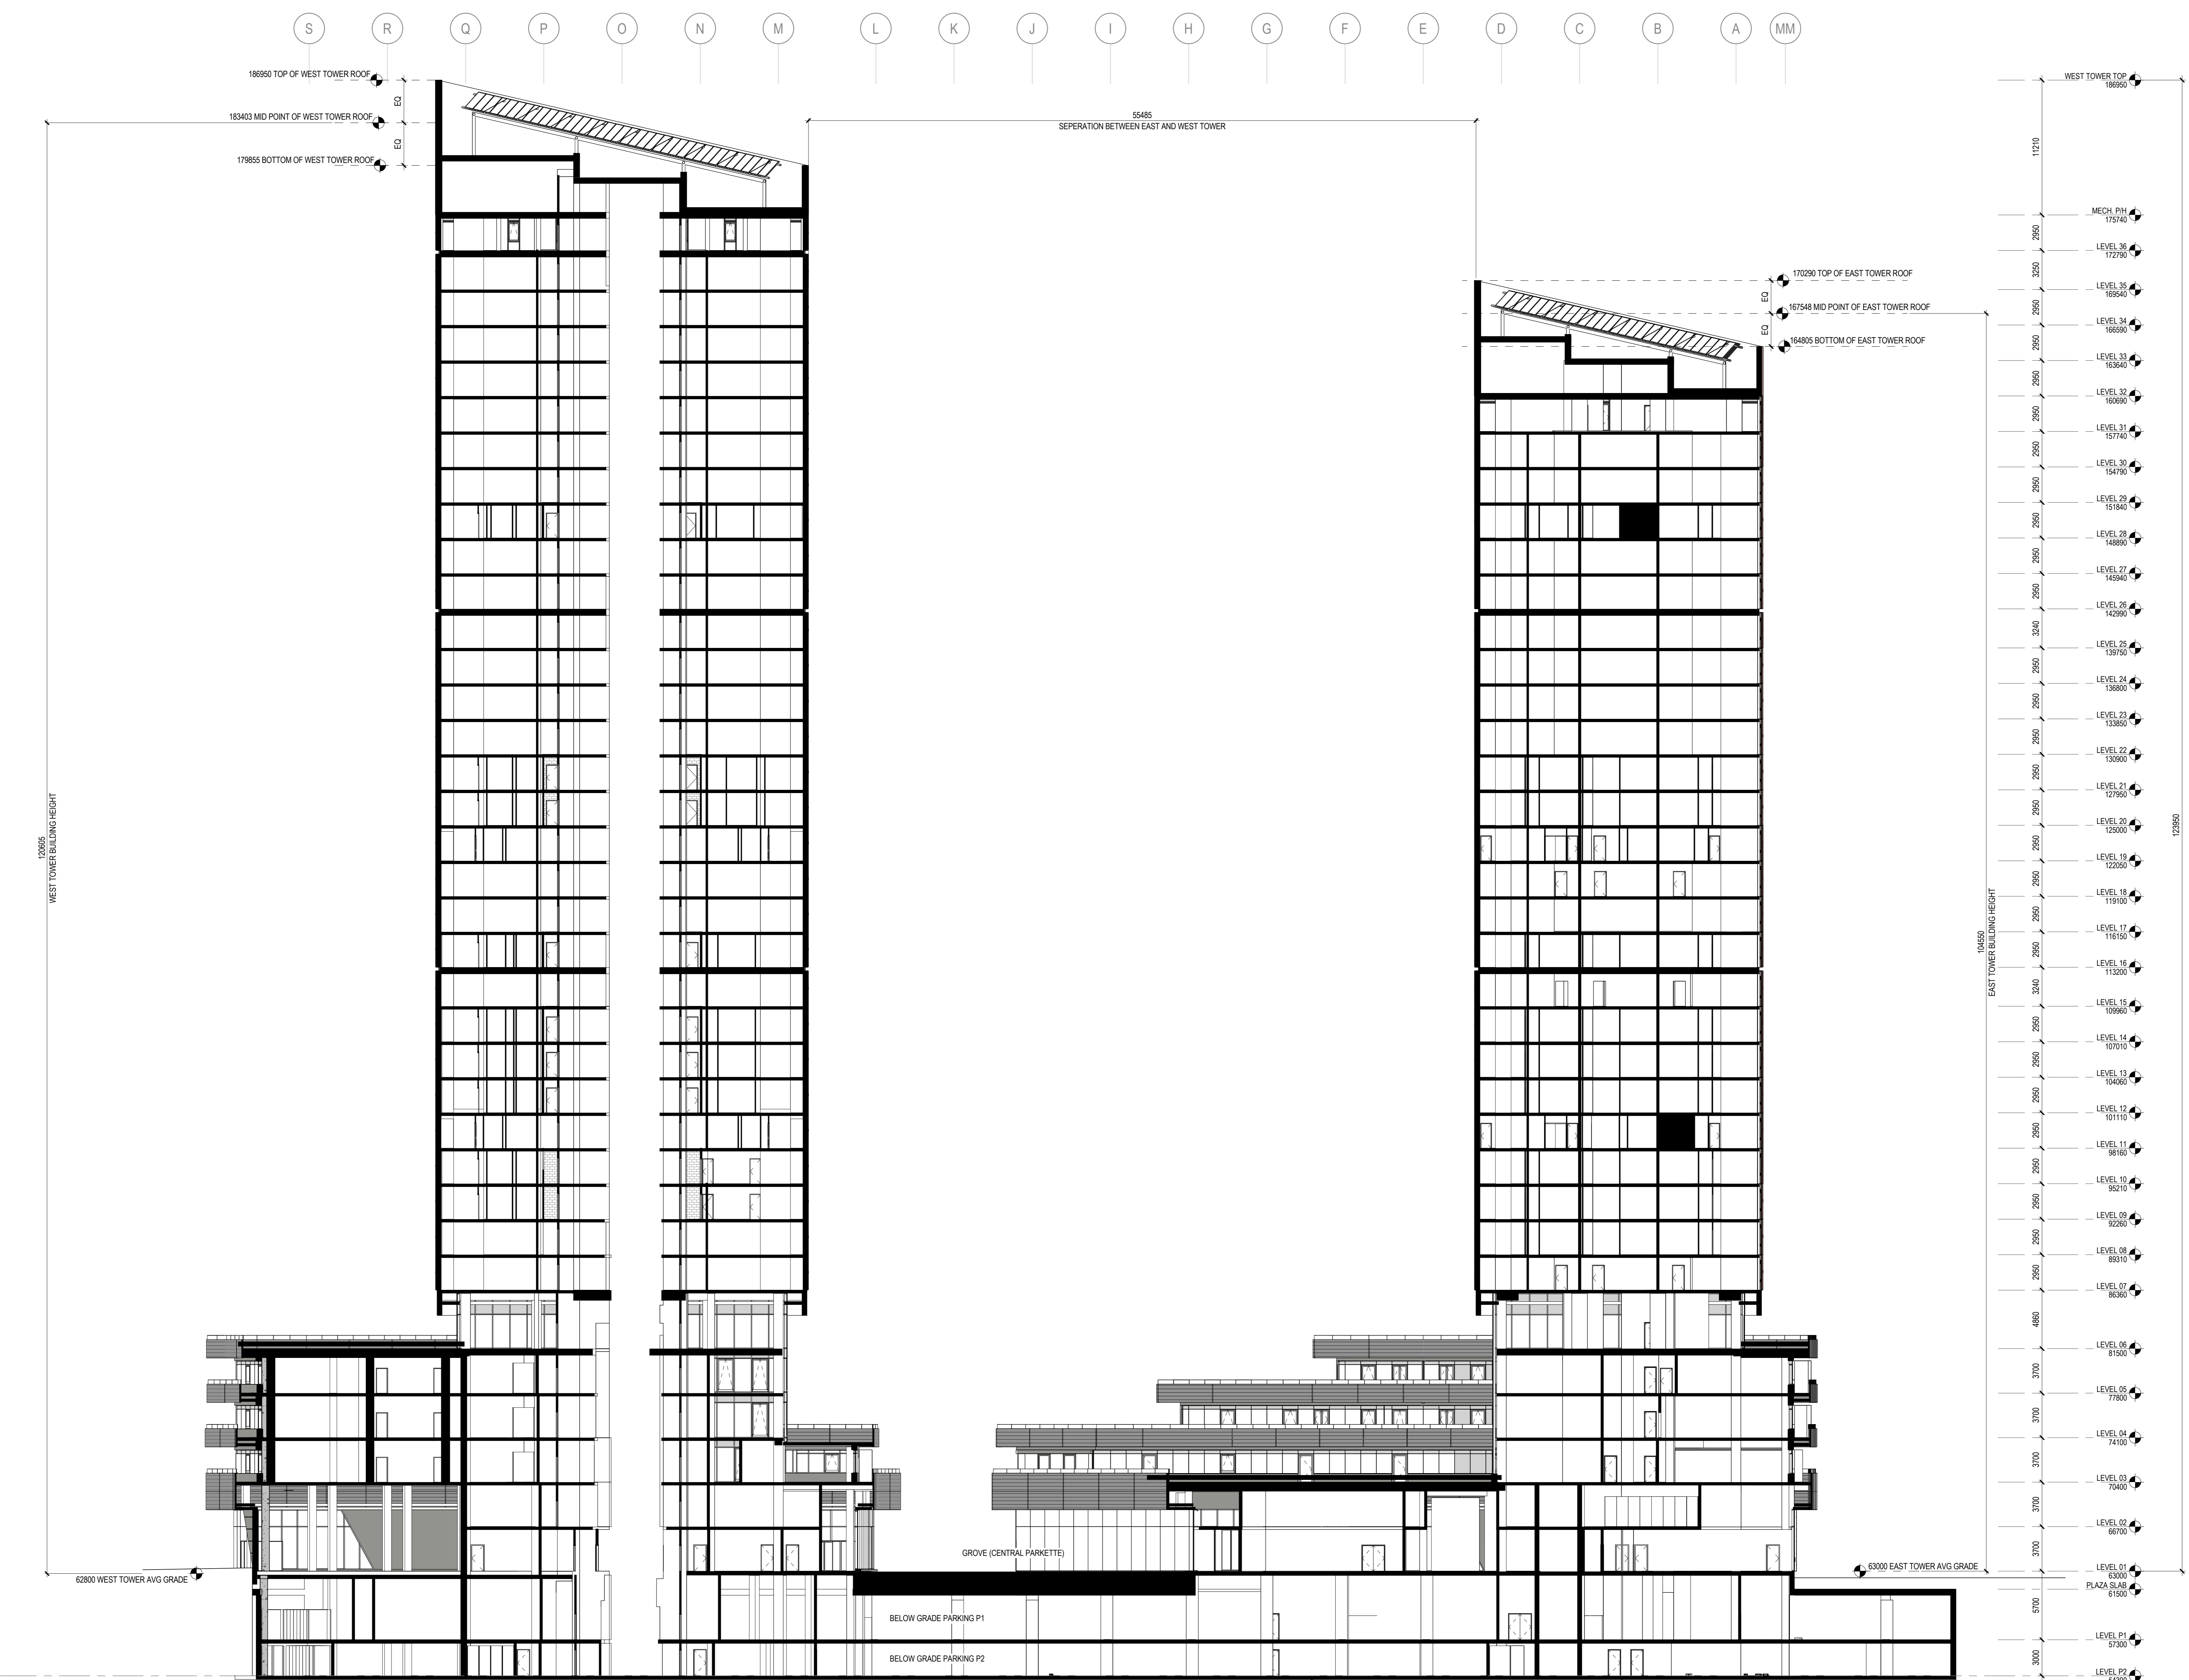 S
R
Q
P
O
N
M
L
K
J
I
H
G
F
E
D
C
B
A
MM
186950 TOP OF WEST TOWER ROOF
EQ
183403 MID POINT OF WEST TOWER ROOF
EQ
179855 BOTTOM OF WEST TOWER ROOF
55485
SEPERATION BETWEEN EAST AND WEST TOWER
170290 TOP OF EAST TOWER ROOF
EQ
167548 MID POINT OF EAST TOWER ROOF
EQ
164805 BOTTOM OF EAST TOWER ROOF
120605
WEST TOWER BUILDING HEIGHT
104550
EAST TOWER BUILDING HEIGHT
123950
WEST TOWER TOP
186950
11210
MECH. P/H
175740
2950
LEVEL 36
172790
3250
LEVEL 35
169540
2950
LEVEL 34
166590
2950
LEVEL 33
163640
2950
LEVEL 32
160690
2950
LEVEL 31
157740
2950
LEVEL 30
154790
2950
LEVEL 29
151840
2950
LEVEL 28
148890
2950
LEVEL 27
145940
2950
LEVEL 26
142990
3240
LEVEL 25
139750
2950
LEVEL 24
136800
2950
LEVEL 23
133850
2950
LEVEL 22
130900
2950
LEVEL 21
127950
2950
LEVEL 20
125000
2950
LEVEL 19
122050
2950
LEVEL 18
119100
2950
LEVEL 17
116150
2950
LEVEL 16
113200
3240
LEVEL 15
109960
2950
LEVEL 14
107010
2950
LEVEL 13
104060
2950
LEVEL 12
101110
2950
LEVEL 11
98160
2950
LEVEL 10
95210
2950
LEVEL 09
92260
2950
LEVEL 08
89310
2950
LEVEL 07
86360
4860
LEVEL 06
81500
3700
LEVEL 05
77800
3700
LEVEL 04
74100
3700
LEVEL 03
70400
3700
LEVEL 02
66700
3700
LEVEL 01
63000
PLAZA SLAB
61500
5700
LEVEL P1
57300
3000
LEVEL P2
GROVE (CENTRAL PARKETTE)
62800 WEST TOWER AVG GRADE
63000 EAST TOWER AVG GRADE
BELOW GRADE PARKING P1
BELOW GRADE PARKING P2